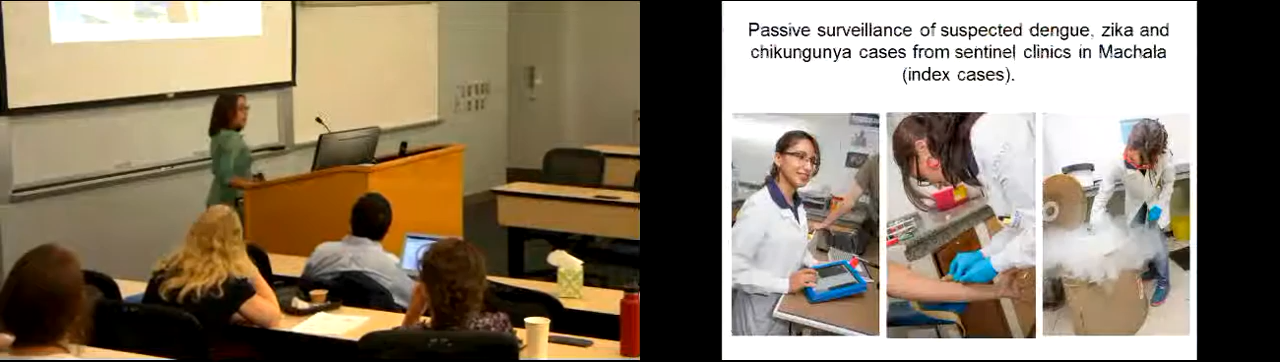 Passive surveillance of suspected dengue, zika and
chikungunya cases from sentinel clinics in Machala
(index cases).